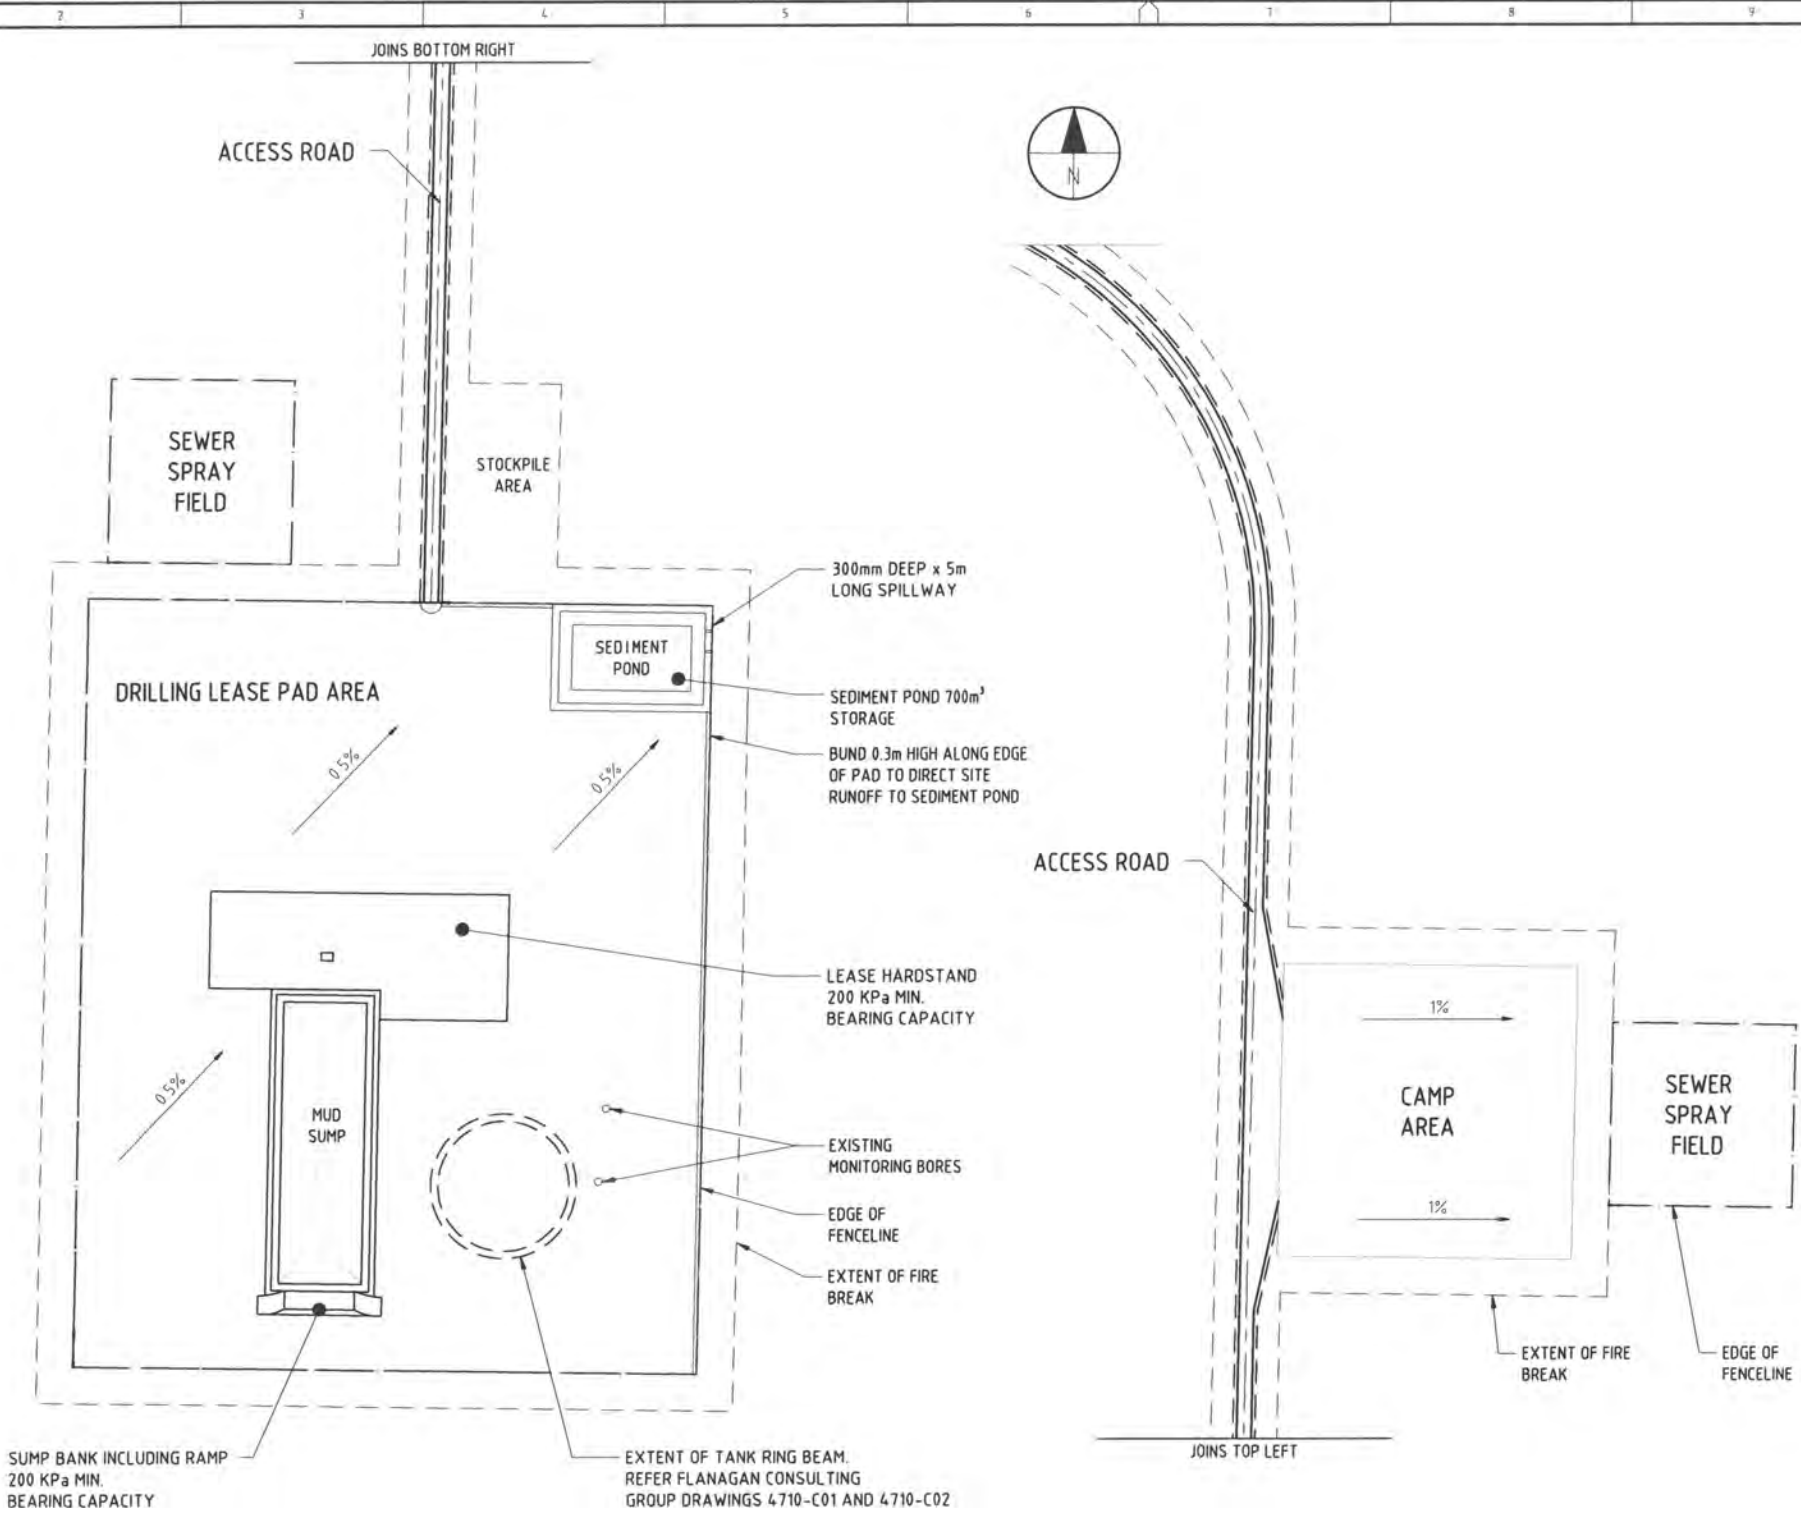 2 3 4 5 6 7 8 9
JOINS BOTTOM RIGHT
ACCESS ROAD
N
SEWER
SPRAY
FIELD
STOCKPILE
AREA
300mm DEEP x 5m
LONG SPILLWAY
SEDIMENT
POND
DRILLING LEASE PAD AREA
SEDIMENT POND 700m³
STORAGE
BUND 0.3m HIGH ALONG EDGE
OF PAD TO DIRECT SITE
RUNOFF TO SEDIMENT POND
0.5%
0.5%
LEASE HARDSTAND
200 KPa MIN.
BEARING CAPACITY
0.5%
MUD
SUMP
EXISTING
MONITORING BORES
EDGE OF
FENCELINE
EXTENT OF FIRE
BREAK
SUMP BANK INCLUDING RAMP
200 KPa MIN.
BEARING CAPACITY
EXTENT OF TANK RING BEAM.
REFER FLANAGAN CONSULTING
GROUP DRAWINGS 4710-C01 AND 4710-C02
ACCESS ROAD
1%
CAMP
AREA
1%
SEWER
SPRAY
FIELD
EXTENT OF FIRE
BREAK
EDGE OF
FENCELINE
JOINS TOP LEFT